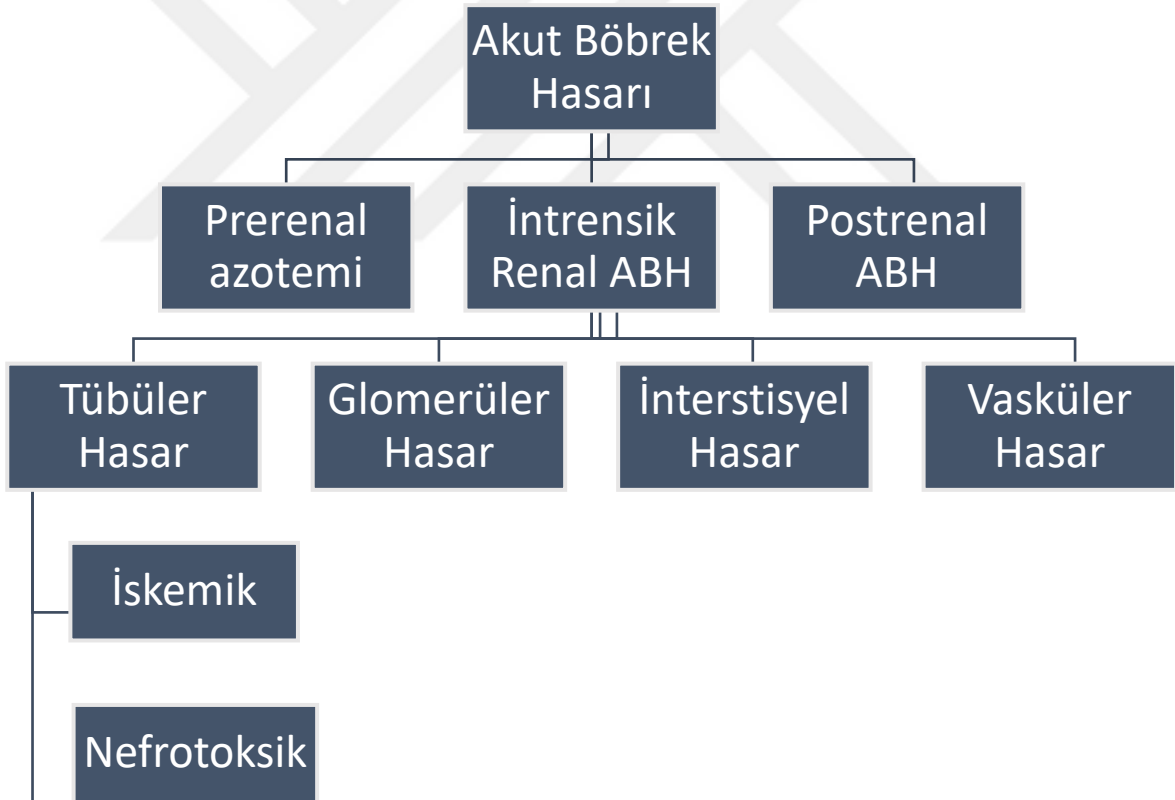 Akut Böbrek
Hasarı
Prerenal
azotemi
İntrensik
Renal ABH
Postrenal
ABH
Tübüler
Hasar
Glomerüler
Hasar
İnterstisyel
Hasar
Vasküler
Hasar
İskemik
Nefrotoksik